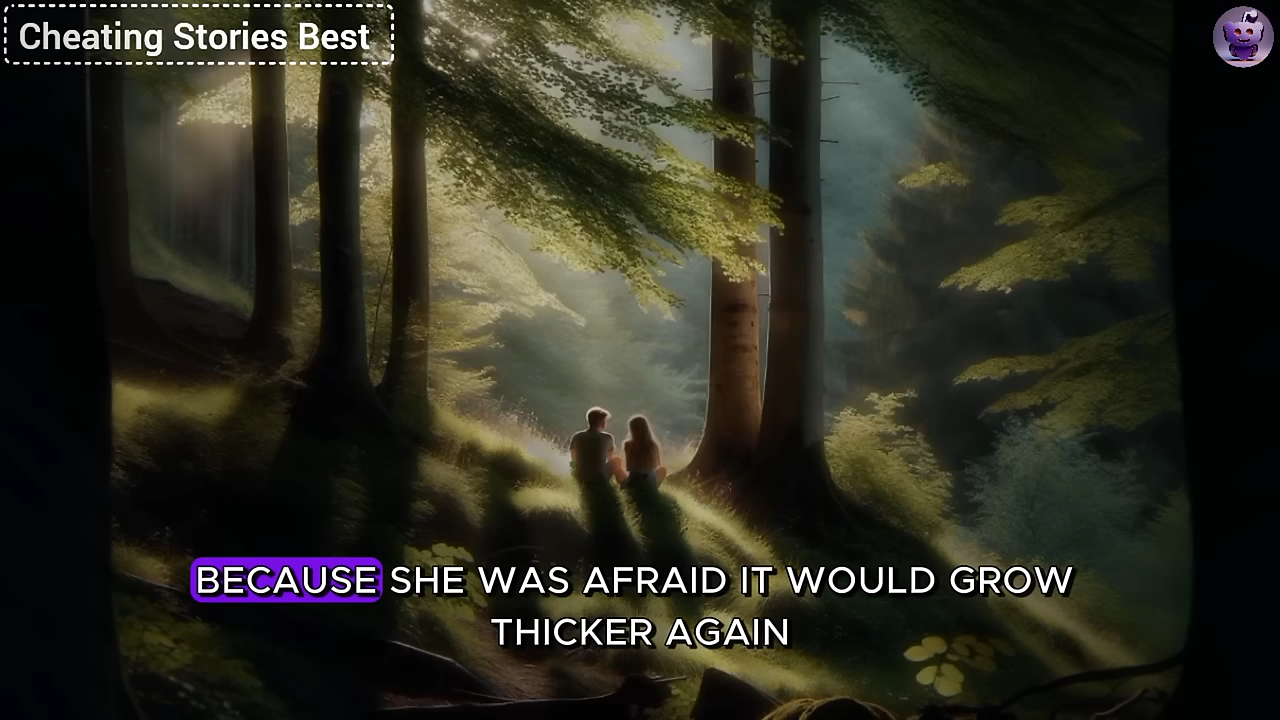 Cheating Stories Best
BECAUSE SHE WAS AFRAID IT WOULD GROW
THICKER AGAIN